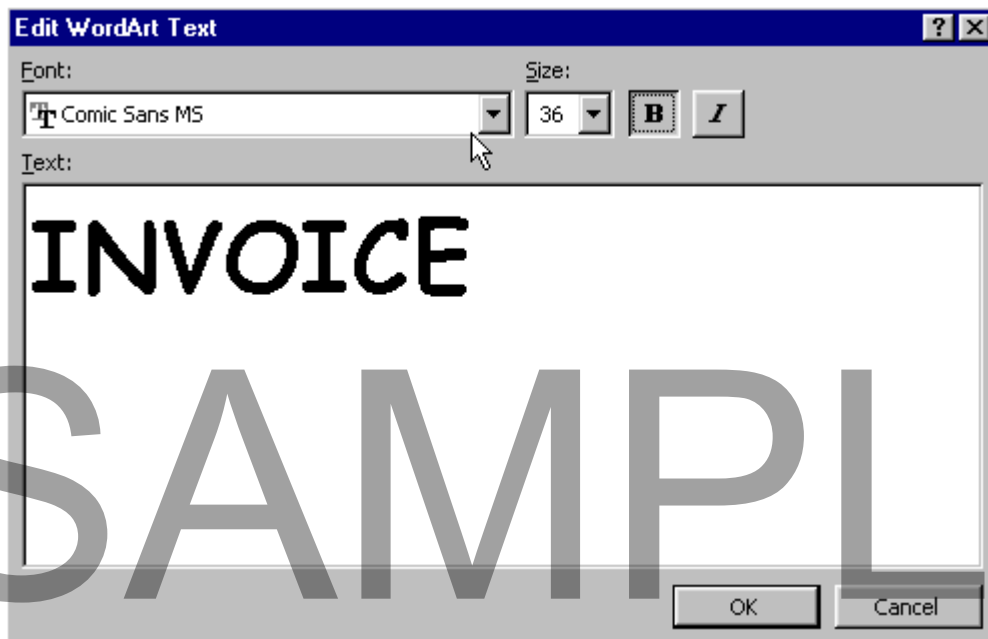 Edit WordArt Text
Font: Size:
Comic Sans MS 36 B I
Text:
INVOICE
SAMPL
OK Cancel